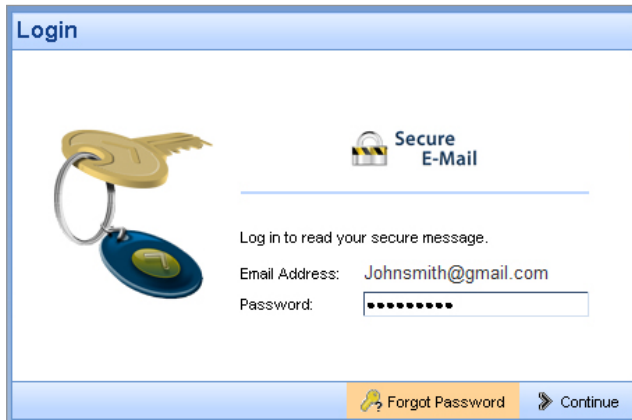 Login
Secure
E-Mail
Log in to read your secure message.
Email Address: Johnsmith@gmail.com
Password: •••••••••
Forgot Password Continue